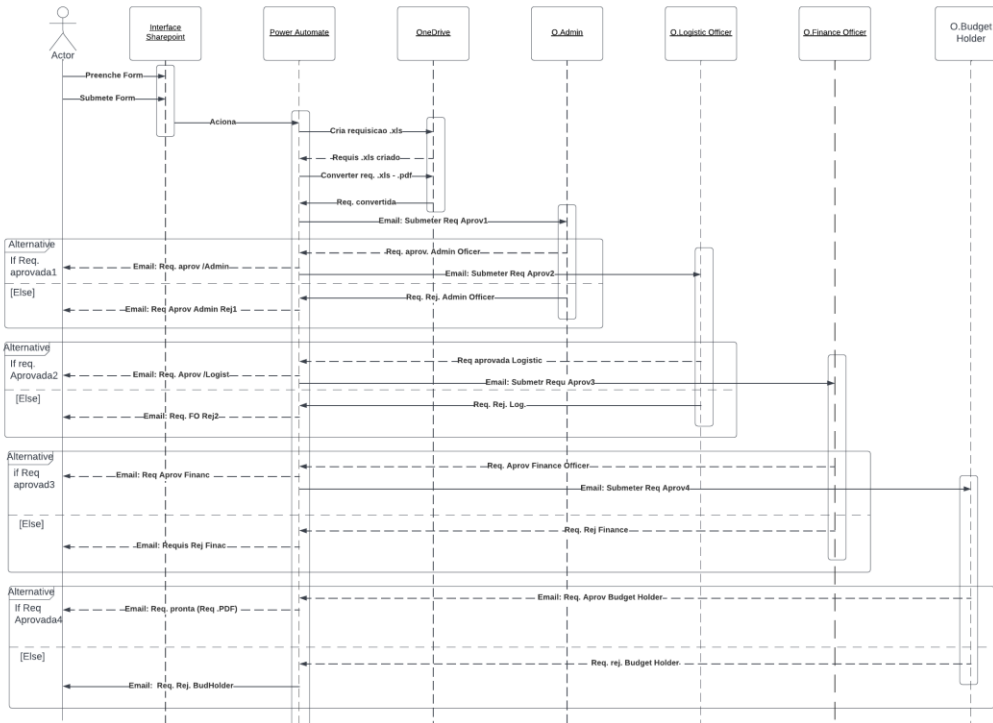 Interface
Sharepoint
Power Automate
OneDrive
O.Admin
O.Logistic Officer
O.Finance Officer
O.Budget
Holder
Actor
Preenche Form
Submete Form
Aciona
Cria requisicao .xls
Requis .xls criado
Converter req. .xls - .pdf
Req. convertida
Email: Submeter Req Aprov1
Alternative
If Req.
aprovada1
Req. aprov. Admin Oficer
Email: Req. aprov /Admin
Email: Submeter Req Aprov2
[Else]
Req. Rej. Admin Officer
Email: Req Aprov Admin Rej1
Alternative
If req.
Aprovada2
Req aprovada Logistic
Email: Req. Aprov /Logist
Email: Submetr Requ Aprov3
[Else]
Req. Rej. Log.
Email: Req. FO Rej2
Alternative
if Req
aprovad3
Req. Aprov Finance Officer
Email: Req Aprov Financ
Email: Submeter Req Aprov4
[Else]
Req. Rej Finance
Email: Requis Rej Finac
Alternative
If Req
Aprovada4
Email: Req. Aprov Budget Holder
Email: Req. pronta (Req .PDF)
[Else]
Req. rej. Budget Holder
Email: Req. Rej. BudHolder